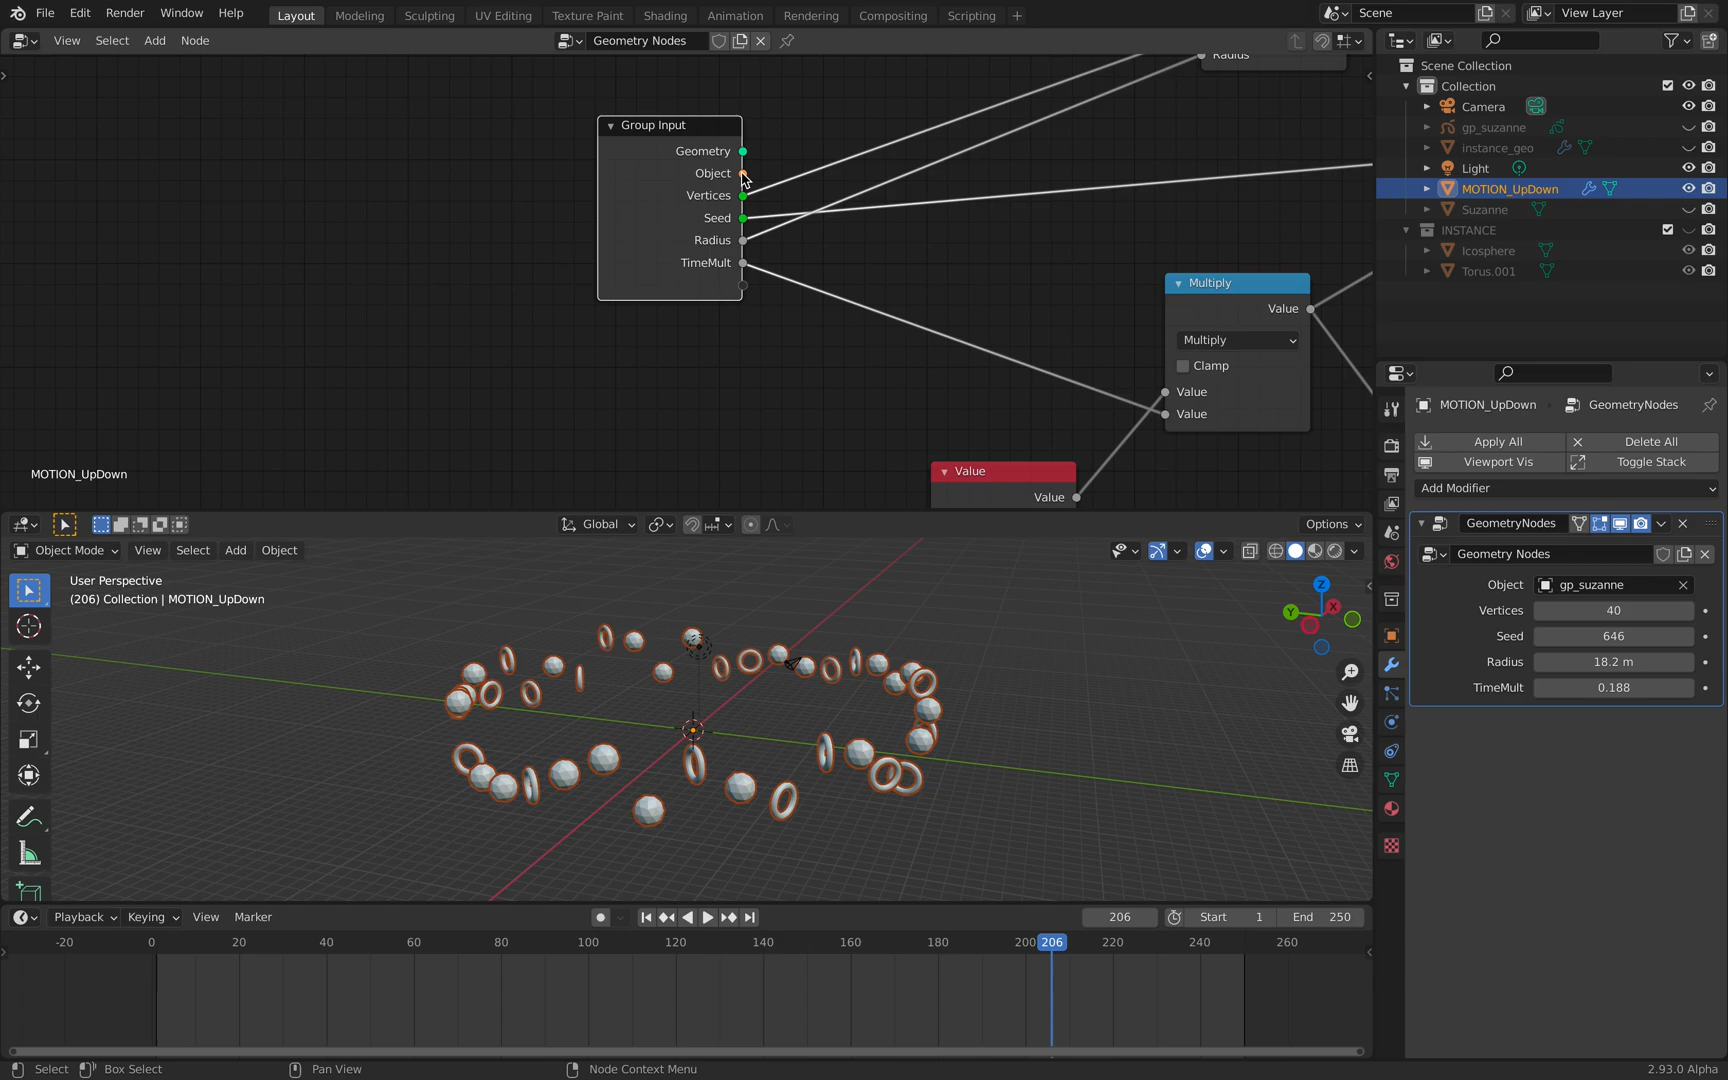 File Edit Render Window Help Layout Modeling Sculpting UV Editing Texture Paint Shading Animation Rendering Compositing Scripting + Scene View Layer
View Select Add Node Geometry Nodes
Radius
Group Input
Geometry
Object
Vertices
Seed
Radius
TimeMult
Multiply
Value
Multiply
Clamp
Value
Value
Value
Value
MOTION_UpDown
Scene Collection
Collection
Camera
gp_suzanne
instance_geo
Light
MOTION_UpDown
Suzanne
INSTANCE
Icosphere
Torus.001
MOTION_UpDown GeometryNodes
Apply All Delete All
Viewport Vis Toggle Stack
Add Modifier
GeometryNodes
Geometry Nodes
Object gp_suzanne
Vertices 40
Seed 646
Radius 18.2 m
TimeMult 0.188
Global Options
Object Mode View Select Add Object
User Perspective
(206) Collection | MOTION_UpDown
Z
Y
X
Playback Keying View Marker 206 Start 1 End 250
-20 0 20 40 60 80 100 120 140 160 180 200 206 220 240 260
Select Box Select Pan View Node Context Menu 2.93.0 Alpha